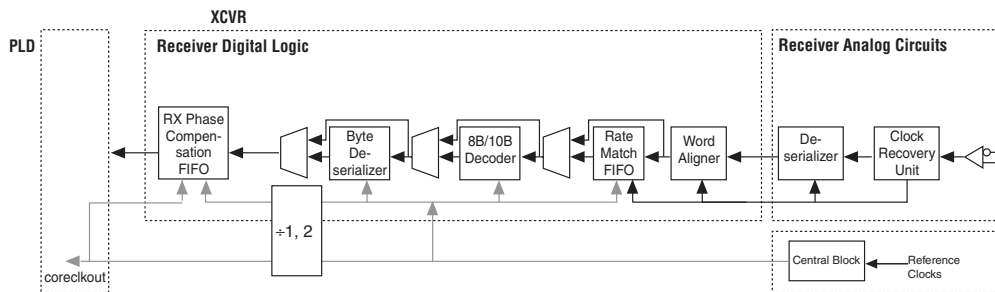 XCVR
PLD
Receiver Digital Logic
Receiver Analog Circuits
RX Phase
Compen-
sation
FIFO
Byte
De-
serializer
8B/10B
Decoder
Rate
Match
FIFO
Word
Aligner
De-
serializer
Clock
Recovery
Unit
÷1, 2
coreclkout
Central Block
Reference
Clocks